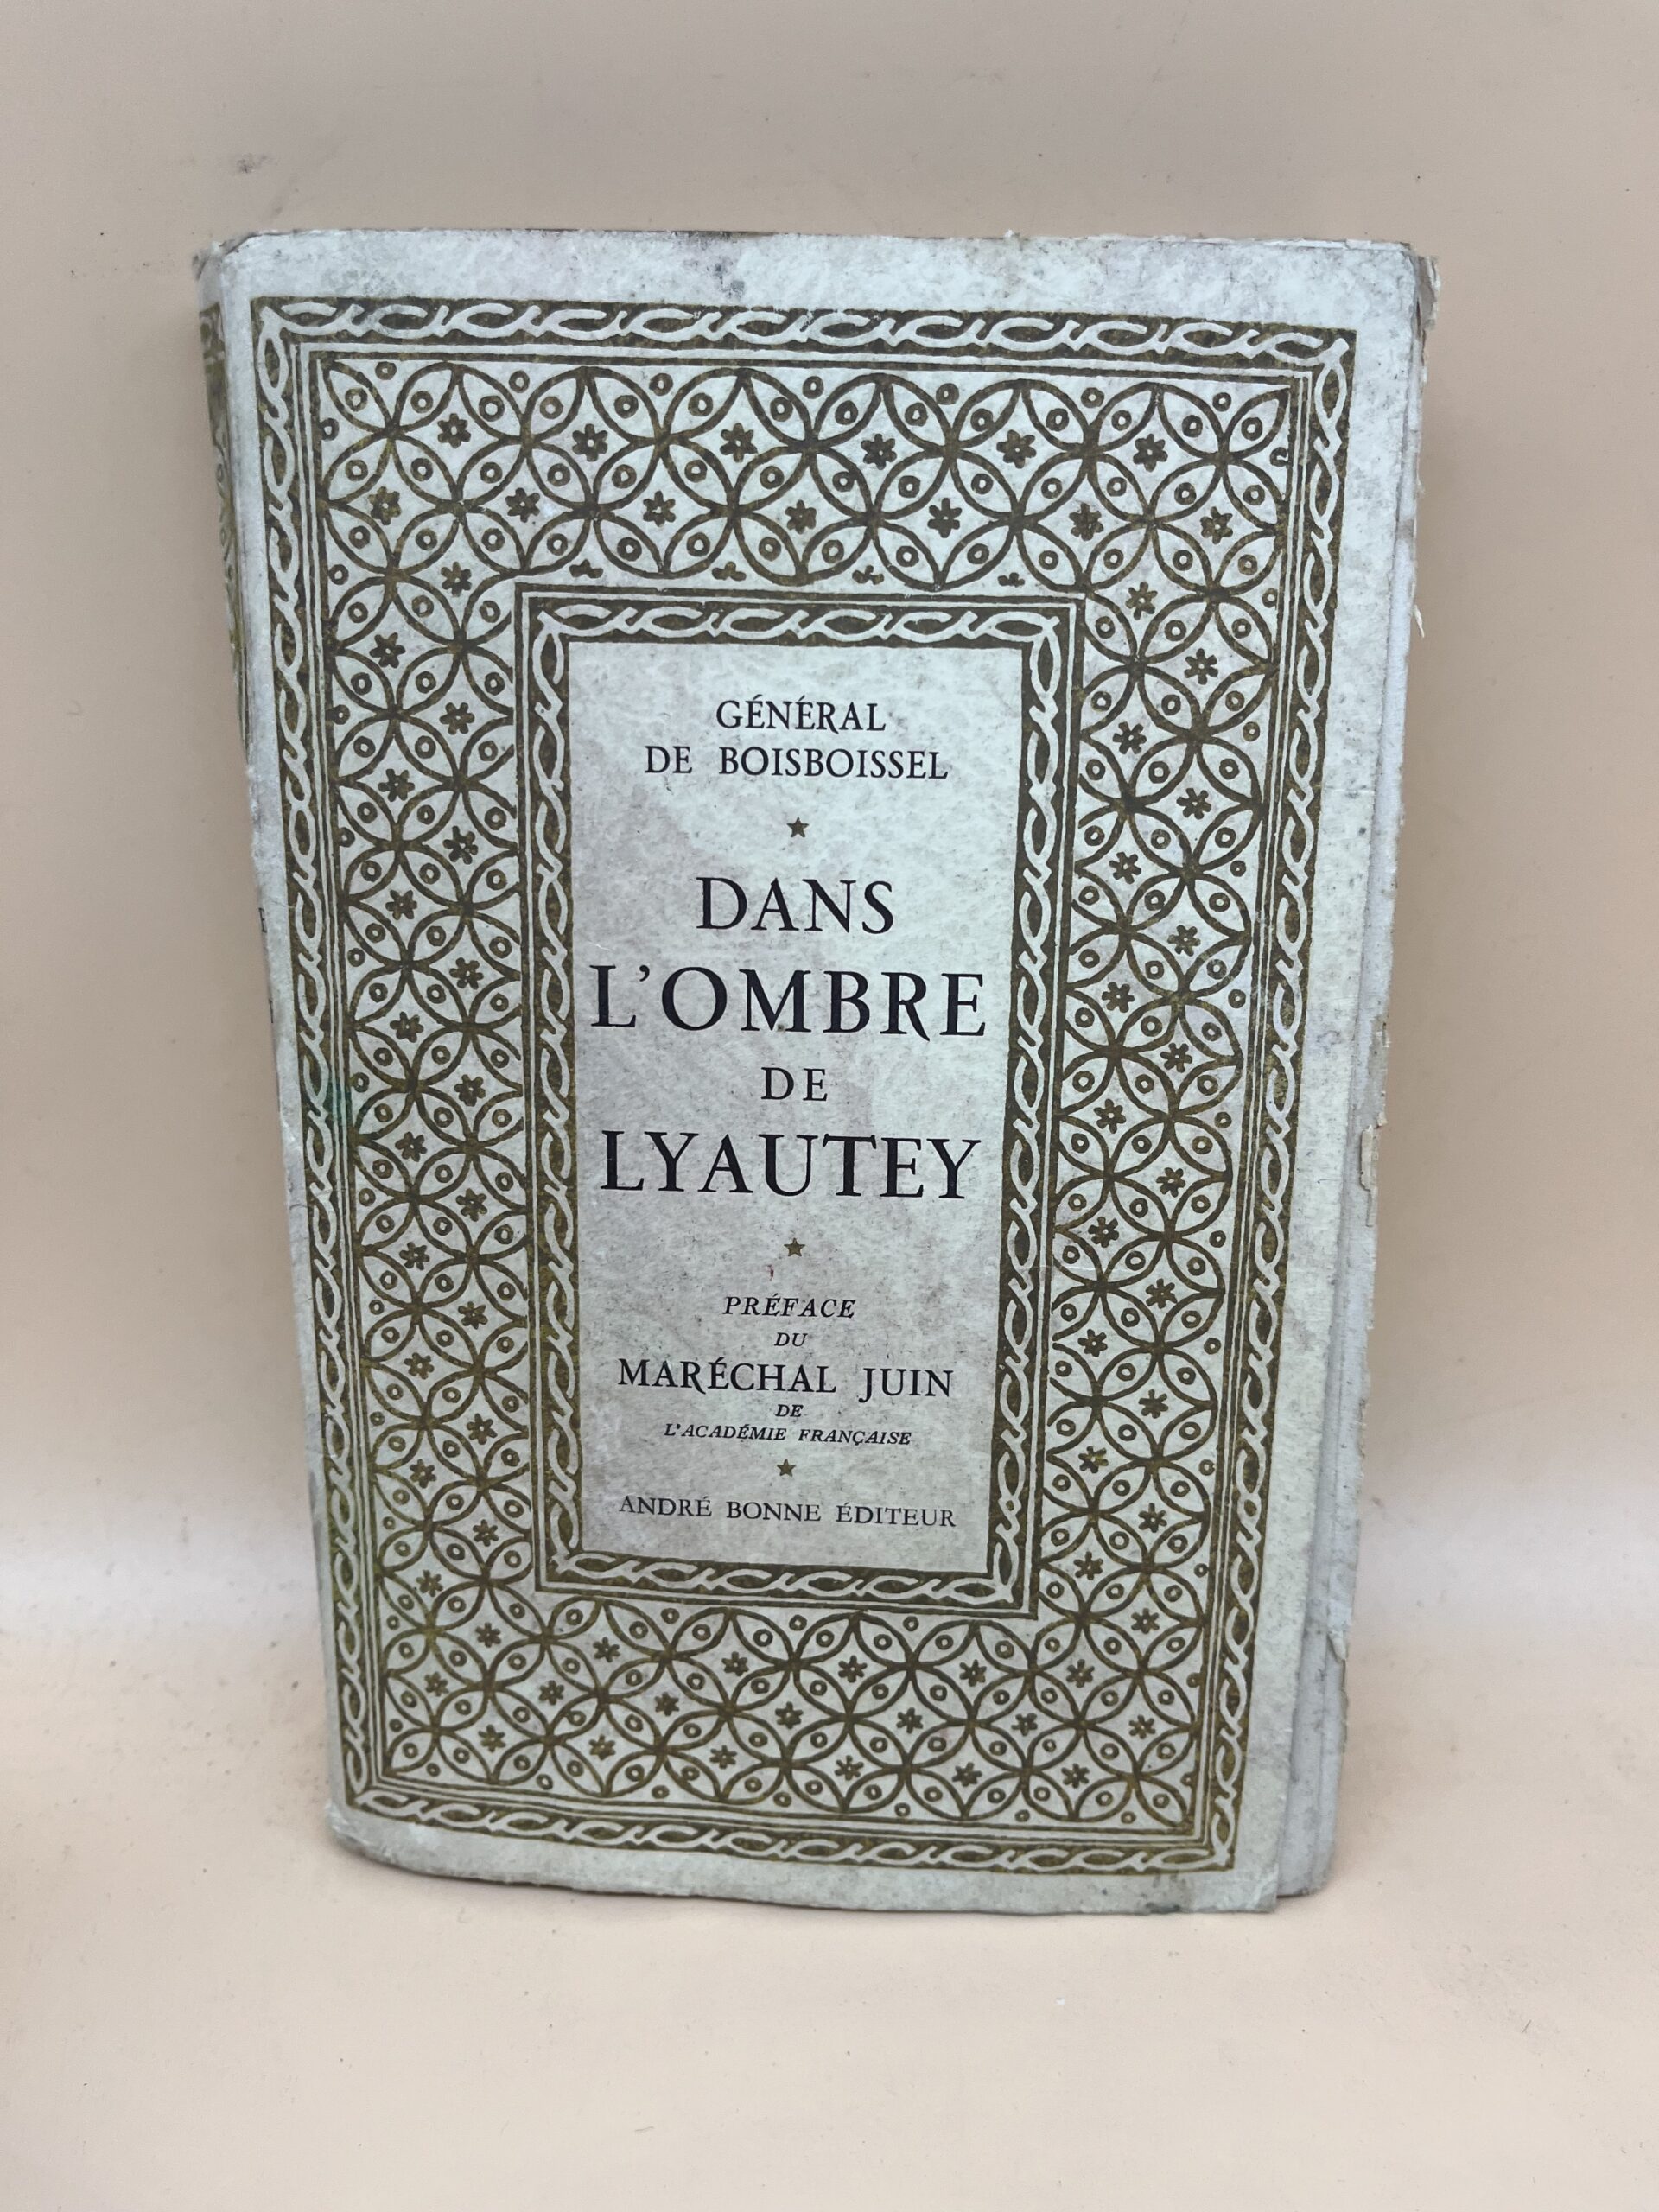 GÉNÉRAL
DE BOISBOISSEL
DANS
L'OMBRE
DE
LYAUTEY
PRÉFACE
DU
MARÉCHAL JUIN
DE
L'ACADÉMIE FRANÇAISE
ANDRÉ BONNE ÉDITEUR